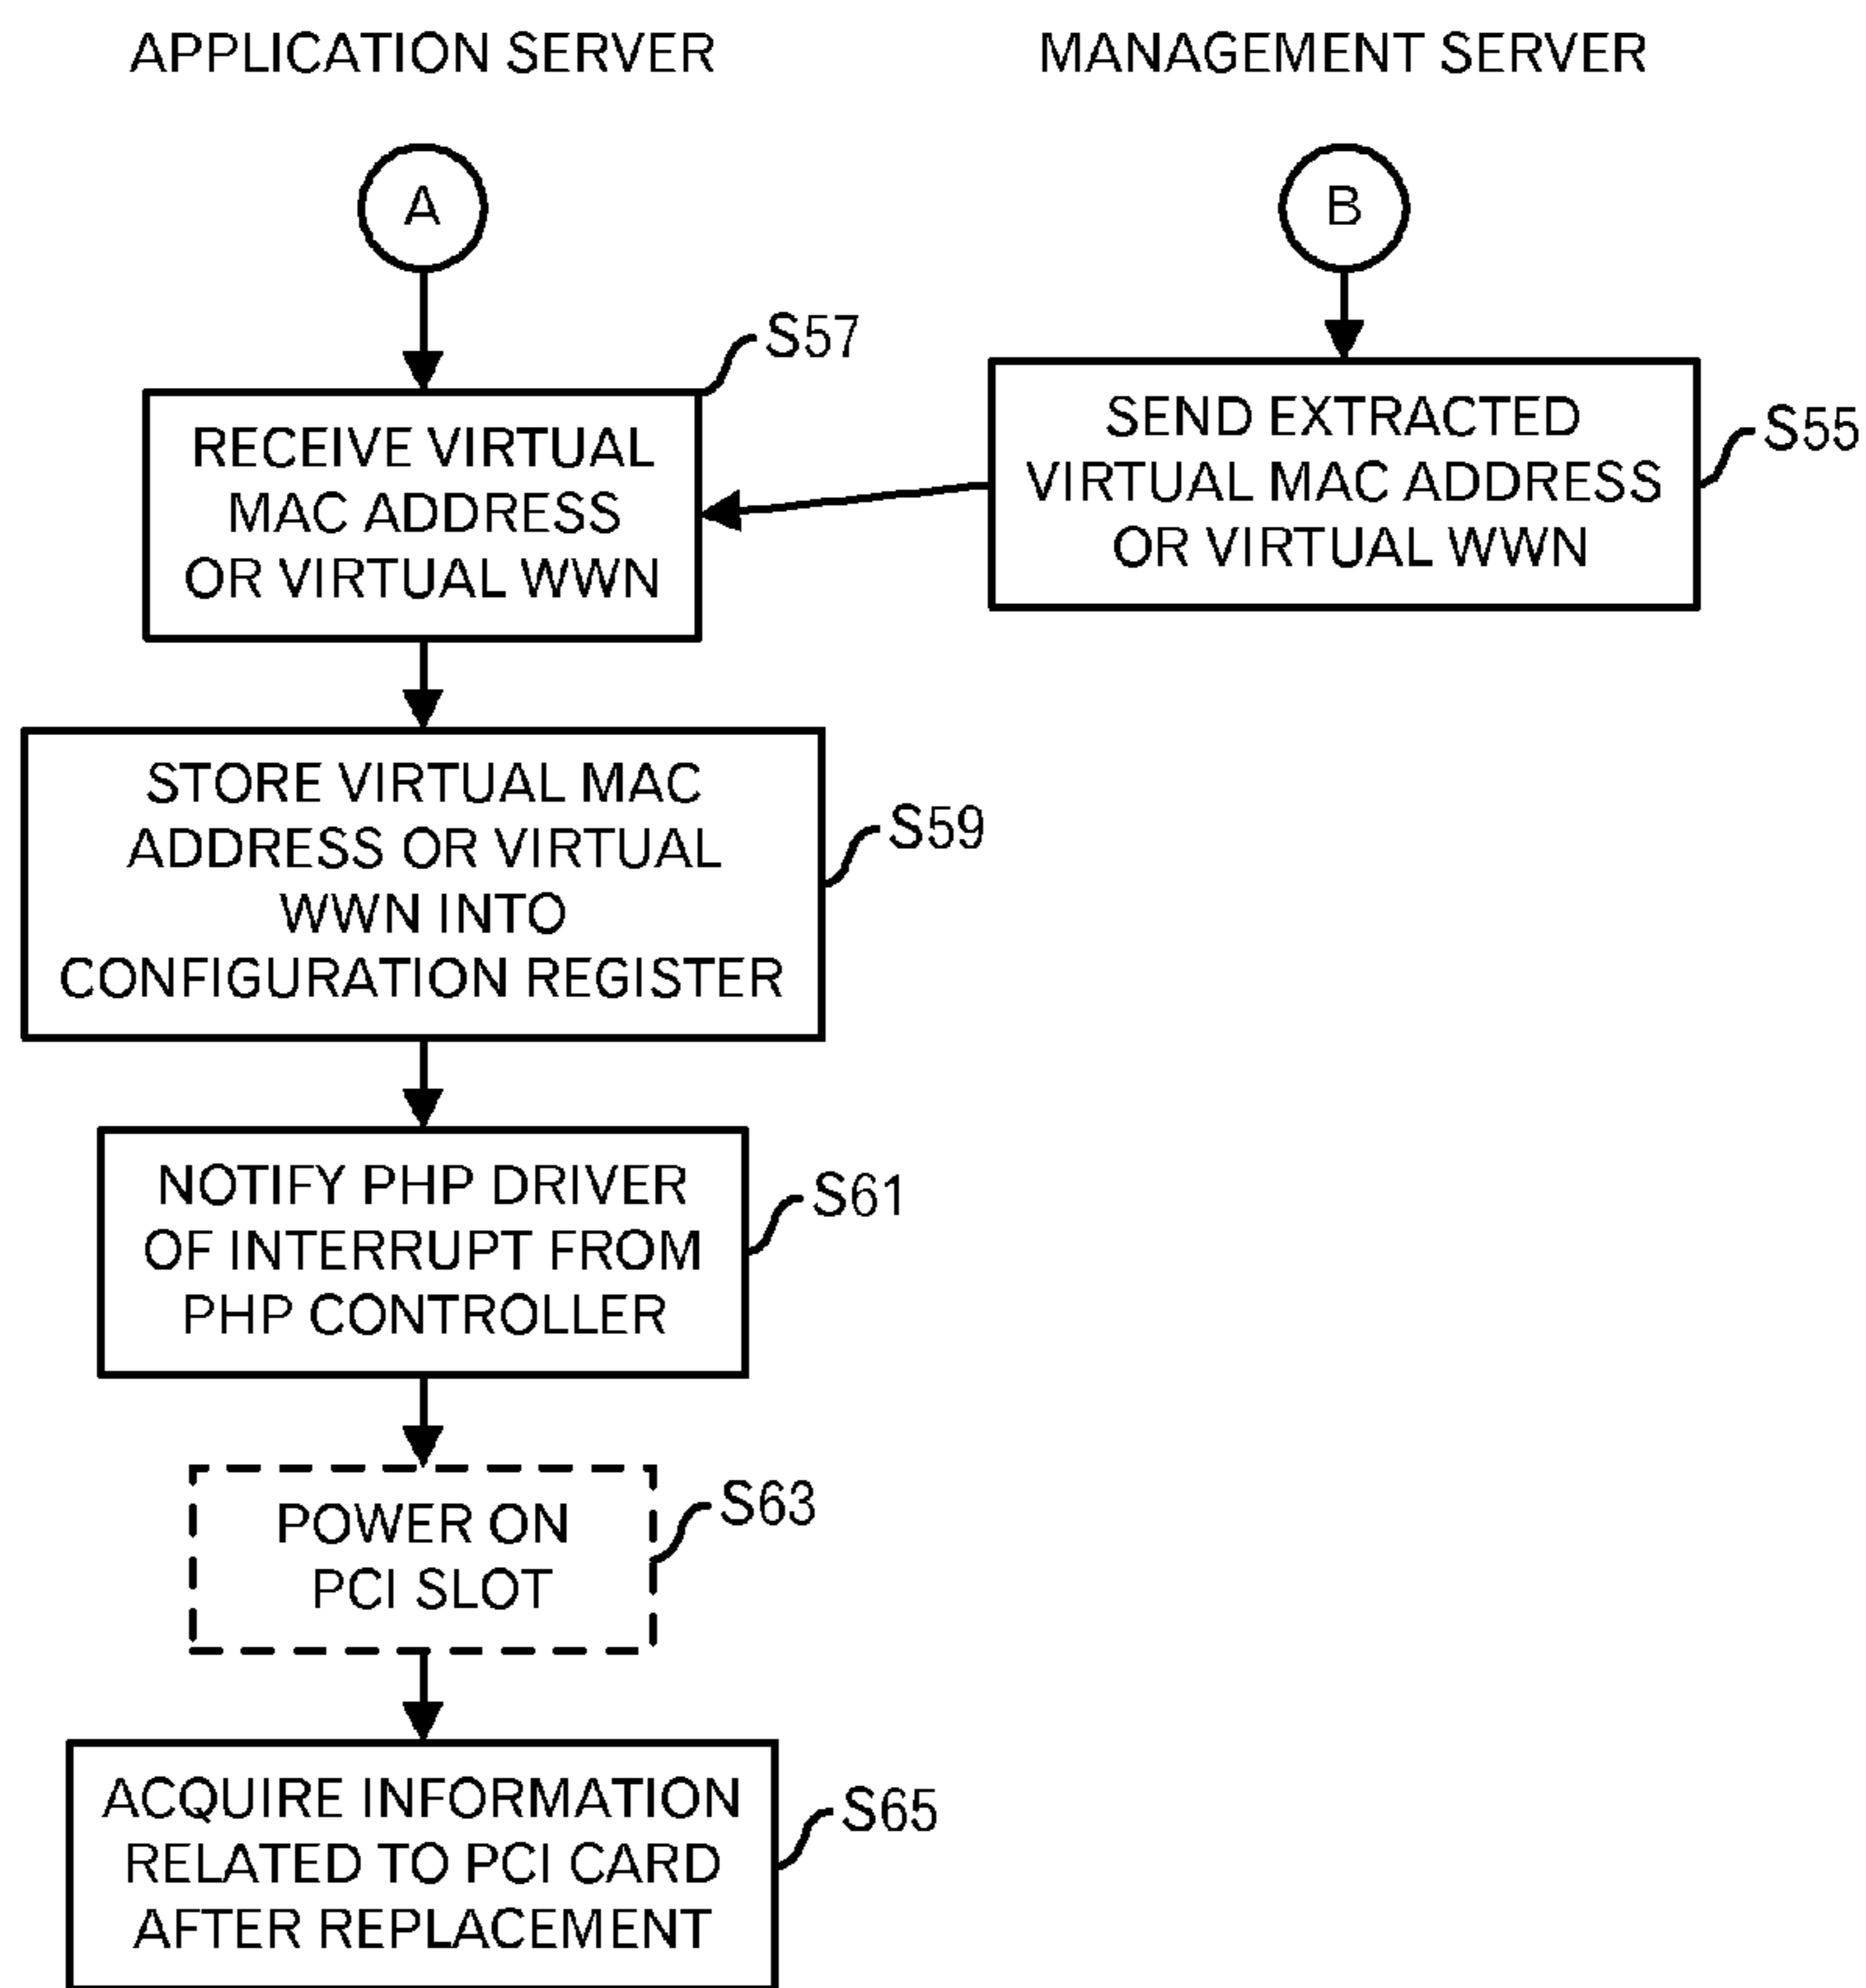 APPLICATION SERVER
MANAGEMENT SERVER
A
B
S57
RECEIVE VIRTUAL
MAC ADDRESS
OR VIRTUAL WWN
SEND EXTRACTED
VIRTUAL MAC ADDRESS
OR VIRTUAL WWN
S55
STORE VIRTUAL MAC
ADDRESS OR VIRTUAL
WWN INTO
CONFIGURATION REGISTER
S59
NOTIFY PHP DRIVER
OF INTERRUPT FROM
PHP CONTROLLER
S61
POWER ON
PCI SLOT
S63
ACQUIRE INFORMATION
RELATED TO PCI CARD
AFTER REPLACEMENT
S65